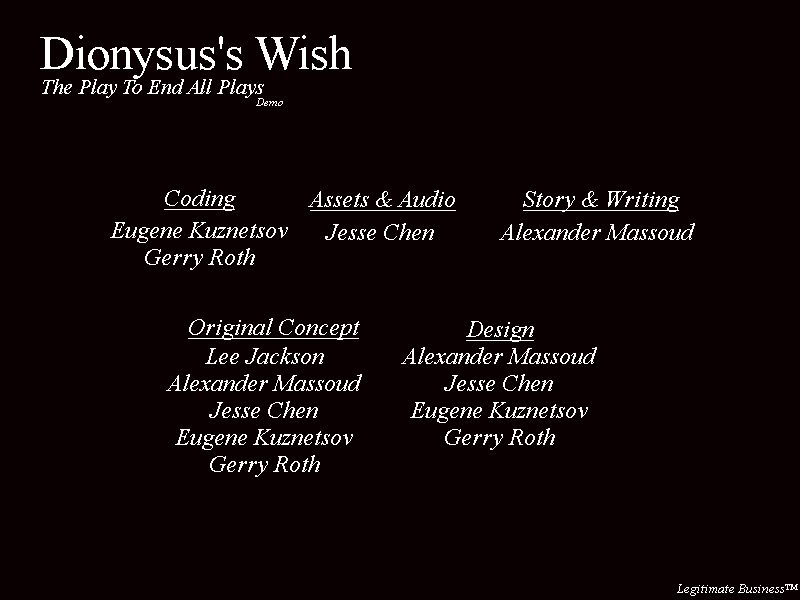 Dionysus's Wish
The Play To End All Plays
Demo
Coding
Eugene Kuznetsov
Gerry Roth
Assets & Audio
Jesse Chen
Story & Writing
Alexander Massoud
Original Concept
Lee Jackson
Alexander Massoud
Jesse Chen
Eugene Kuznetsov
Gerry Roth
Design
Alexander Massoud
Jesse Chen
Eugene Kuznetsov
Gerry Roth
Legitimate Business™